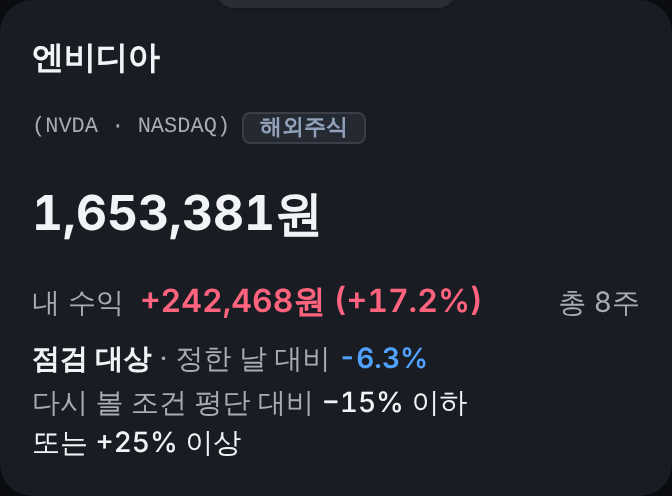 엔비디아
(NVDA · NASDAQ) 해외주식
1,653,381원
내 수익 +242,468원 (+17.2%) 총 8주
점검 대상 · 정한 날 대비 -6.3%
다시 볼 조건 평단 대비 −15% 이하
또는 +25% 이상